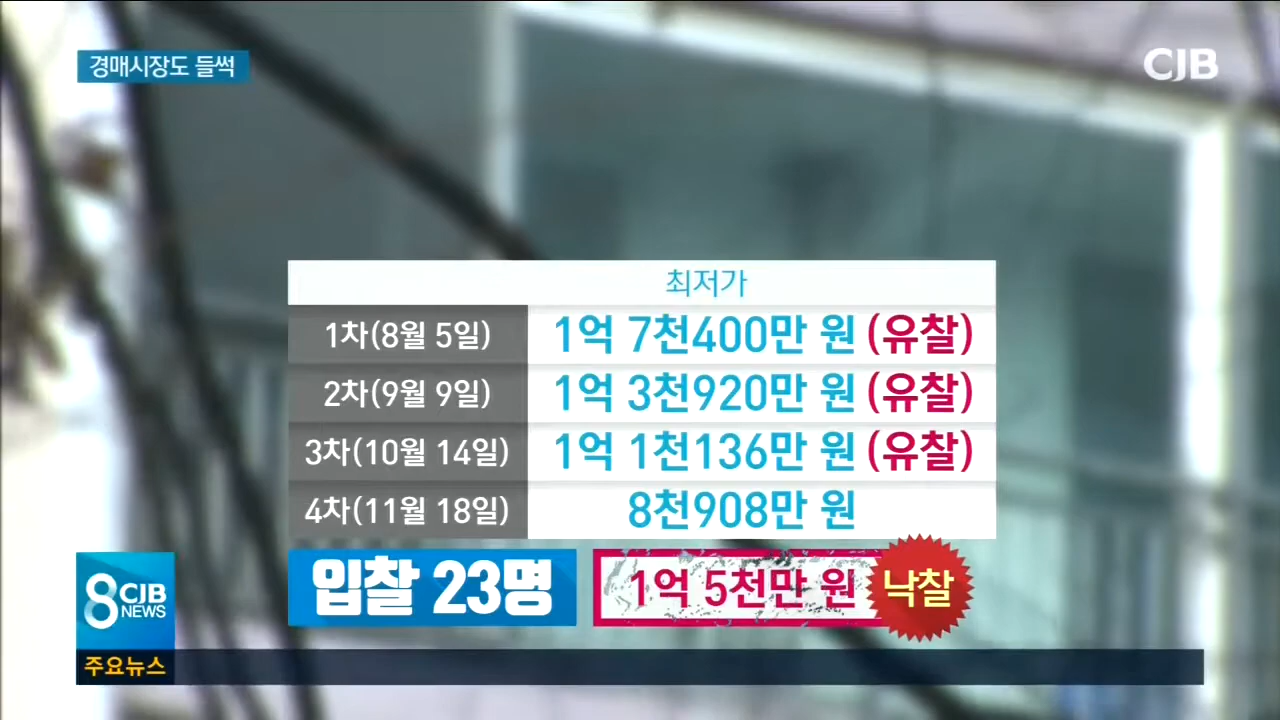 경매시장도 들썩
CJB
최저가
1차(8월 5일) 1억 7천400만 원 (유찰)
2차(9월 9일) 1억 3천920만 원 (유찰)
3차(10월 14일) 1억 1천136만 원 (유찰)
4차(11월 18일) 8천908만 원
입찰 23명 1억 5천만 원 낙찰
8 CJB NEWS
주요뉴스